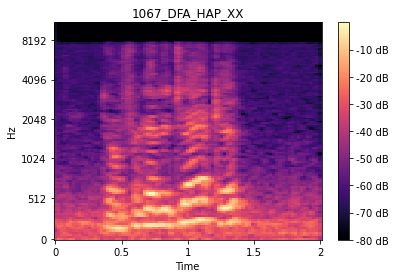 1067_DFA_HAP_XX
8192
4096
2048
1024
512
0
Hz
0
0.5
1
1.5
2
Time
-10 dB
-20 dB
-30 dB
-40 dB
-50 dB
-60 dB
-70 dB
-80 dB